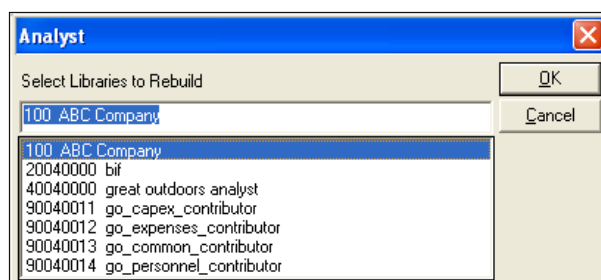 Analyst
Select Libraries to Rebuild
OK
100 ABC Company
Cancel
100 ABC Company
20040000 bif
40040000 great outdoors analyst
90040011 go_capex_contributor
90040012 go_expenses_contributor
90040013 go_common_contributor
90040014 go_personnel_contributor